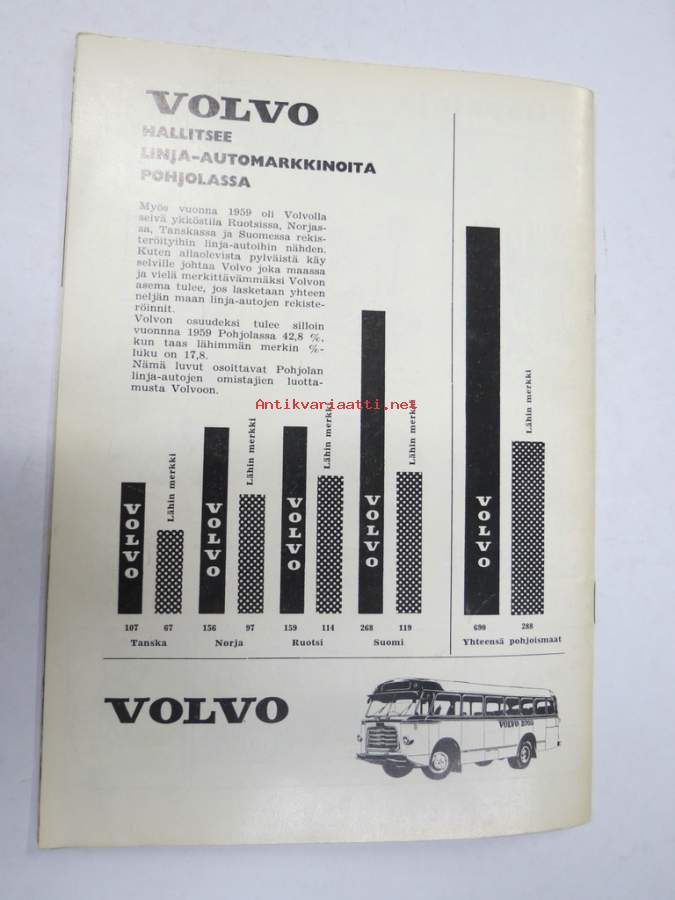 VOLVO
HALLITSEE
LINJA-AUTOMARKKINOITA
POHJOLASSA
Myös vuonna 1959 oli Volvolla
selvä ykköstila Ruotsissa, Norjas-
sa, Tanskassa ja Suomessa rekis-
teröityihin linja-autoihin nähden.
Kuten allaolevista pylväistä käy
selville johtaa Volvo joka maassa
ja vielä merkittävämmäksi Volvon
asema tulee, jos lasketaan yhteen
neljän maan linja-autojen rekiste-
röinnit.
Volvon osuudeksi tulee silloin
vuonnna 1959 Pohjolassa 42,8 %,
kun taas lähimmän merkin %-
luku on 17,8.
Nämä luvut osoittavat Pohjolan
linja-autojen omistajien luotta-
musta Volvoon.
Antikvariaatti.net
VOLVO
Lähin merkki
VOLVO
Lähin merkki
VOLVO
Lähin merkki
VOLVO
Lähin merkki
VOLVO
Lähin merkki
107 67 156 97 159 114 268 119 690 288
Tanska Norja Ruotsi Suomi Yhteensä pohjoismaat
VOLVO